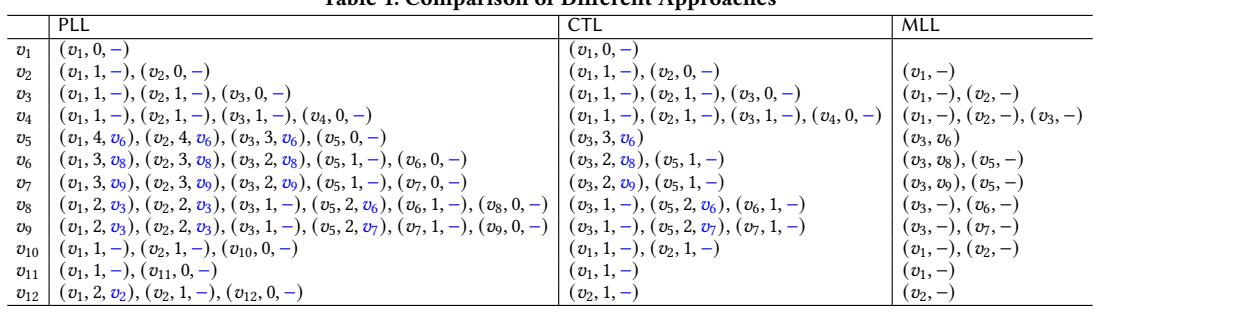 Table 1. Comparison of Different Approaches
PLL CTL MLL
v₁ (v₁, 0, −) (v₁, 0, −)
v₂ (v₁, 1, −), (v₂, 0, −) (v₁, 1, −), (v₂, 0, −) (v₁, −)
v₃ (v₁, 1, −), (v₂, 1, −), (v₃, 0, −) (v₁, 1, −), (v₂, 1, −), (v₃, 0, −) (v₁, −), (v₂, −)
v₄ (v₁, 1, −), (v₂, 1, −), (v₃, 1, −), (v₄, 0, −) (v₁, 1, −), (v₂, 1, −), (v₃, 1, −), (v₄, 0, −) (v₁, −), (v₂, −), (v₃, −)
v₅ (v₁, 4, v₆), (v₂, 4, v₆), (v₃, 3, v₆), (v₅, 0, −) (v₃, 3, v₆) (v₃, v₆)
v₆ (v₁, 3, v₈), (v₂, 3, v₈), (v₃, 2, v₈), (v₅, 1, −), (v₆, 0, −) (v₃, 2, v₈), (v₅, 1, −) (v₃, v₈), (v₅, −)
v₇ (v₁, 3, v₉), (v₂, 3, v₉), (v₃, 2, v₉), (v₅, 1, −), (v₇, 0, −) (v₃, 2, v₉), (v₅, 1, −) (v₃, v₉), (v₅, −)
v₈ (v₁, 2, v₃), (v₂, 2, v₃), (v₃, 1, −), (v₅, 2, v₆), (v₆, 1, −), (v₈, 0, −) (v₃, 1, −), (v₅, 2, v₆), (v₆, 1, −) (v₃, −), (v₆, −)
v₉ (v₁, 2, v₃), (v₂, 2, v₃), (v₃, 1, −), (v₅, 2, v₇), (v₇, 1, −), (v₉, 0, −) (v₃, 1, −), (v₅, 2, v₇), (v₇, 1, −) (v₃, −), (v₇, −)
v₁₀ (v₁, 1, −), (v₂, 1, −), (v₁₀, 0, −) (v₁, 1, −), (v₂, 1, −) (v₁, −), (v₂, −)
v₁₁ (v₁, 1, −), (v₁₁, 0, −) (v₁, 1, −) (v₁, −)
v₁₂ (v₁, 2, v₂), (v₂, 1, −), (v₁₂, 0, −) (v₂, 1, −) (v₂, −)